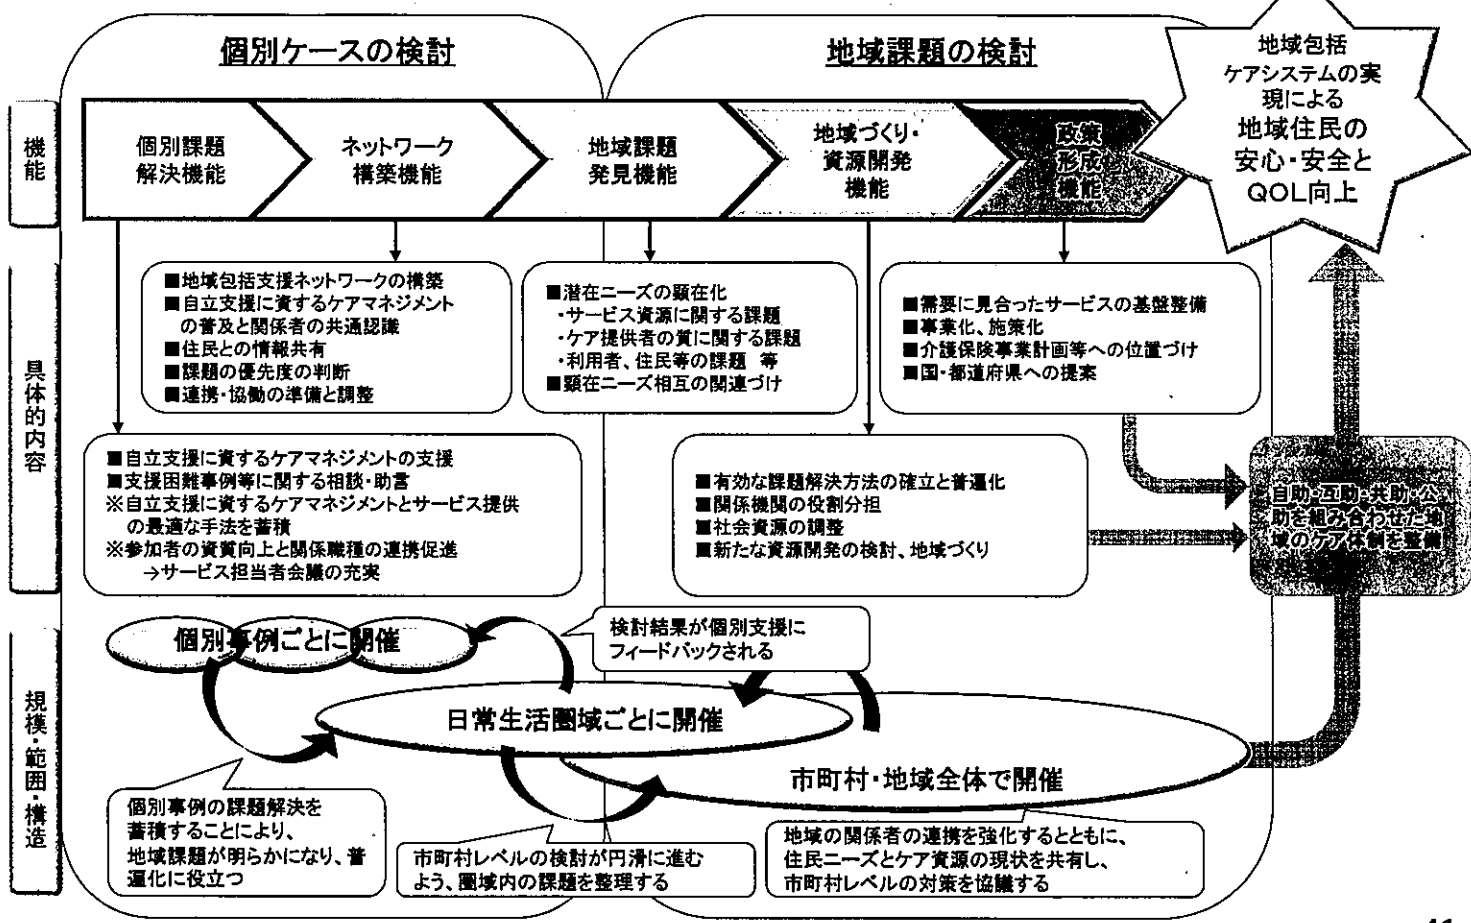 個別ケースの検討
地域課題の検討
地域包括
ケアシステムの実
現による
地域住民の
安心・安全と
QOL向上
機能
個別課題
解決機能
ネットワーク
構築機能
地域課題
発見機能
地域づくり・
資源開発
機能
政策
形成
機能
具体的内容
■地域包括支援ネットワークの構築
■自立支援に資するケアマネジメント
の普及と関係者の共通認識
■住民との情報共有
■課題の優先度の判断
■連携・協働の準備と調整
■潜在ニーズの顕在化
・サービス資源に関する課題
・ケア提供者の質に関する課題
・利用者、住民等の課題 等
■顕在ニーズ相互の関連づけ
■需要に見合ったサービスの基盤整備
■事業化、施策化
■介護保険事業計画等への位置づけ
■国・都道府県への提案
■自立支援に資するケアマネジメントの支援
■支援困難事例等に関する相談・助言
※自立支援に資するケアマネジメントとサービス提供
の最適な手法を蓄積
※参加者の資質向上と関係職種の連携促進
→サービス担当者会議の充実
■有効な課題解決方法の確立と普遍化
■関係機関の役割分担
■社会資源の調整
■新たな資源開発の検討、地域づくり
自助・互助・共助・公
助を組み合わせた地
域のケア体制を整備
規模・範囲・構造
個別事例ごとに開催
検討結果が個別支援に
フィードバックされる
日常生活圏域ごとに開催
市町村・地域全体で開催
個別事例の課題解決を
蓄積することにより、
地域課題が明らかになり、普
遍化に役立つ
市町村レベルの検討が円滑に進む
よう、圏域内の課題を整理する
地域の関係者の連携を強化するとともに、
住民ニーズとケア資源の現状を共有し、
市町村レベルの対策を協議する